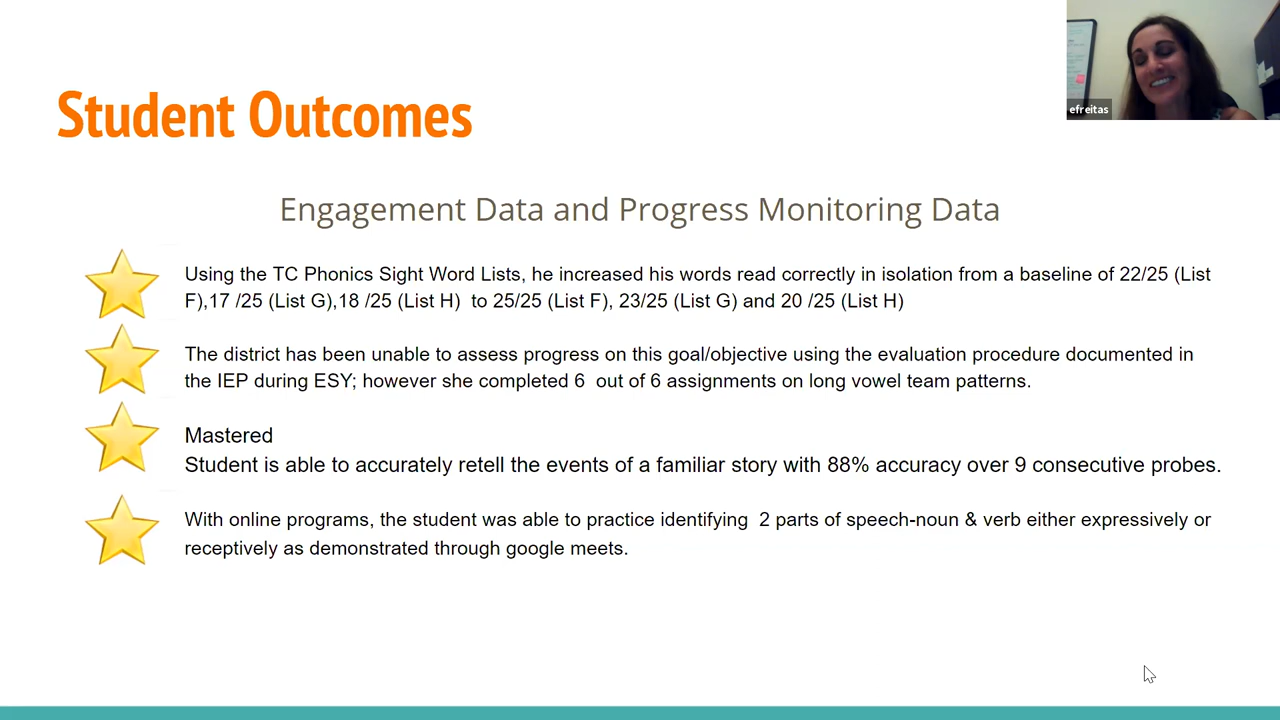 efreitas
Student Outcomes
Engagement Data and Progress Monitoring Data
Using the TC Phonics Sight Word Lists, he increased his words read correctly in isolation from a baseline of 22/25 (List
F),17 /25 (List G),18 /25 (List H)  to 25/25 (List F), 23/25 (List G) and 20 /25 (List H)
The district has been unable to assess progress on this goal/objective using the evaluation procedure documented in
the IEP during ESY; however she completed 6  out of 6 assignments on long vowel team patterns.
Mastered
Student is able to accurately retell the events of a familiar story with 88% accuracy over 9 consecutive probes.
With online programs, the student was able to practice identifying  2 parts of speech-noun & verb either expressively or
receptively as demonstrated through google meets.